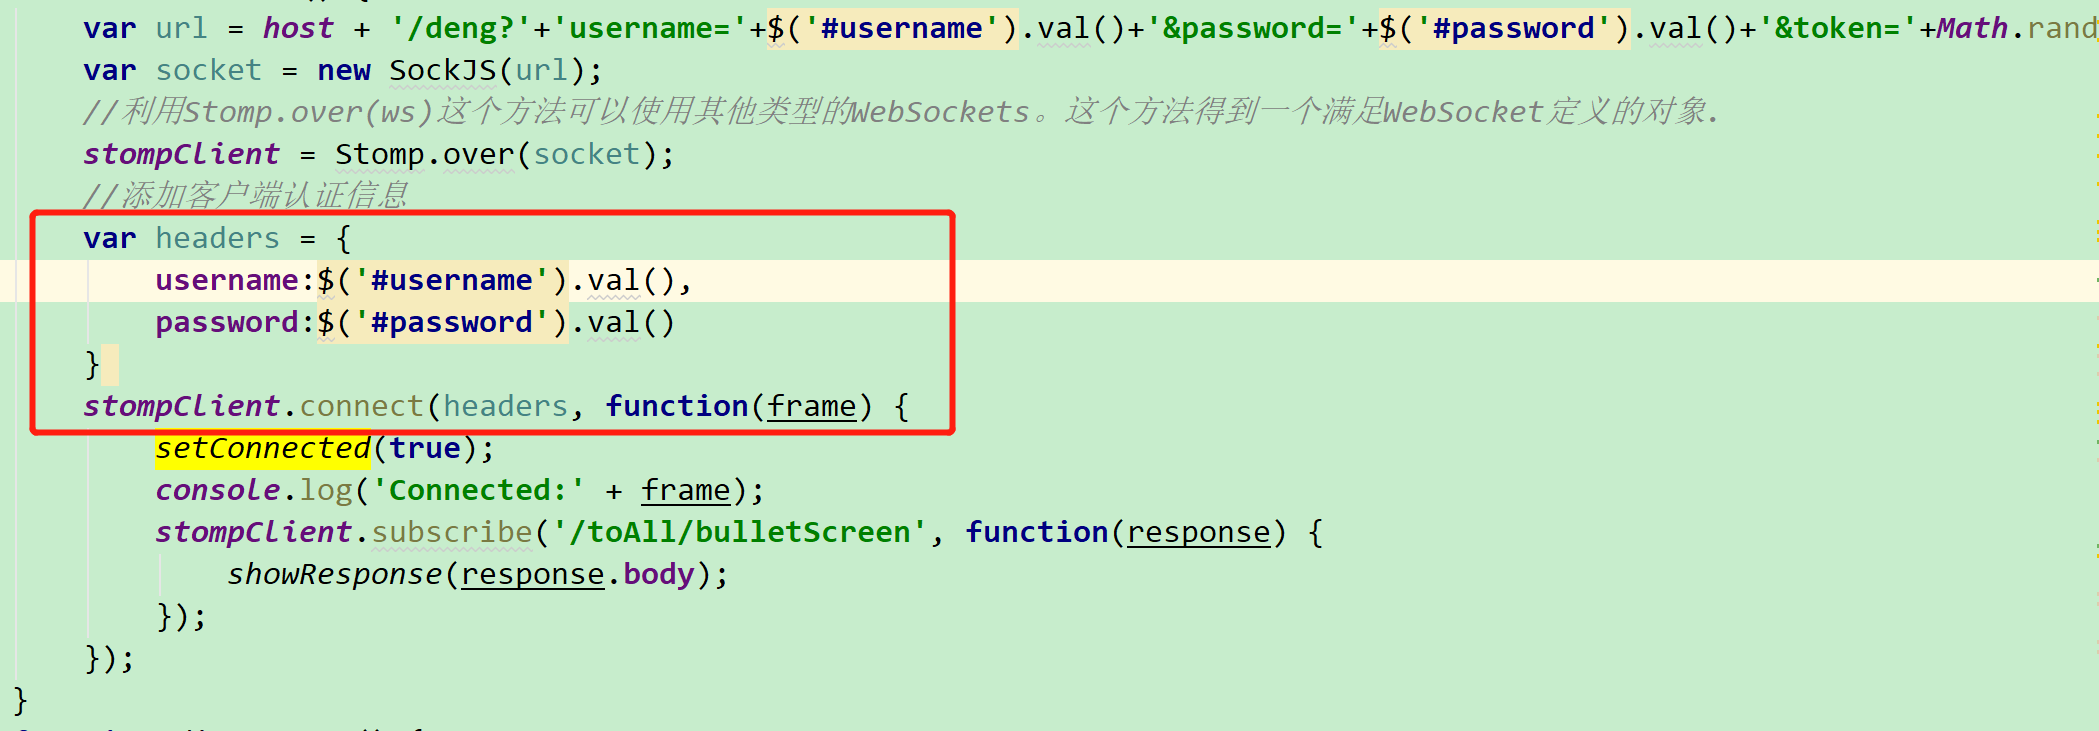 var url = host + '/deng?'+'username='+$('#username').val()+'&password='+$('#password').val()+'&token='+Math.rand
var socket = new SockJS(url);
//利用Stomp.over(ws)这个方法可以使用其他类型的WebSockets。这个方法得到一个满足WebSocket定义的对象.
stompClient = Stomp.over(socket);
//添加客户端认证信息
var headers = {
username:$('#username').val(),
password:$('#password').val()
}
stompClient.connect(headers, function(frame) {
setConnected(true);
console.log('Connected:' + frame);
stompClient.subscribe('/toAll/bulletScreen', function(response) {
showResponse(response.body);
});
});
}